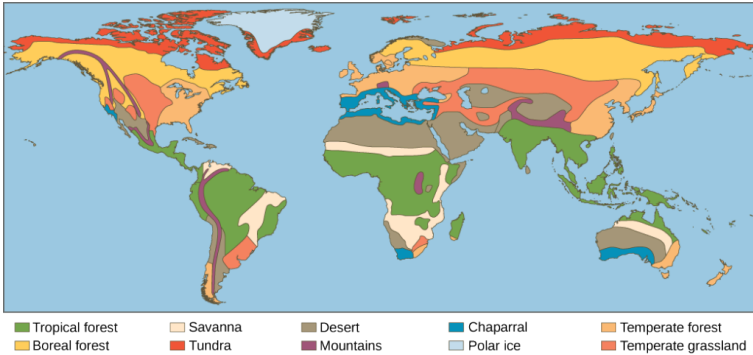 Tropical forest Savanna Desert Chaparral Temperate forest
Boreal forest Tundra Mountains Polar ice Temperate grassland